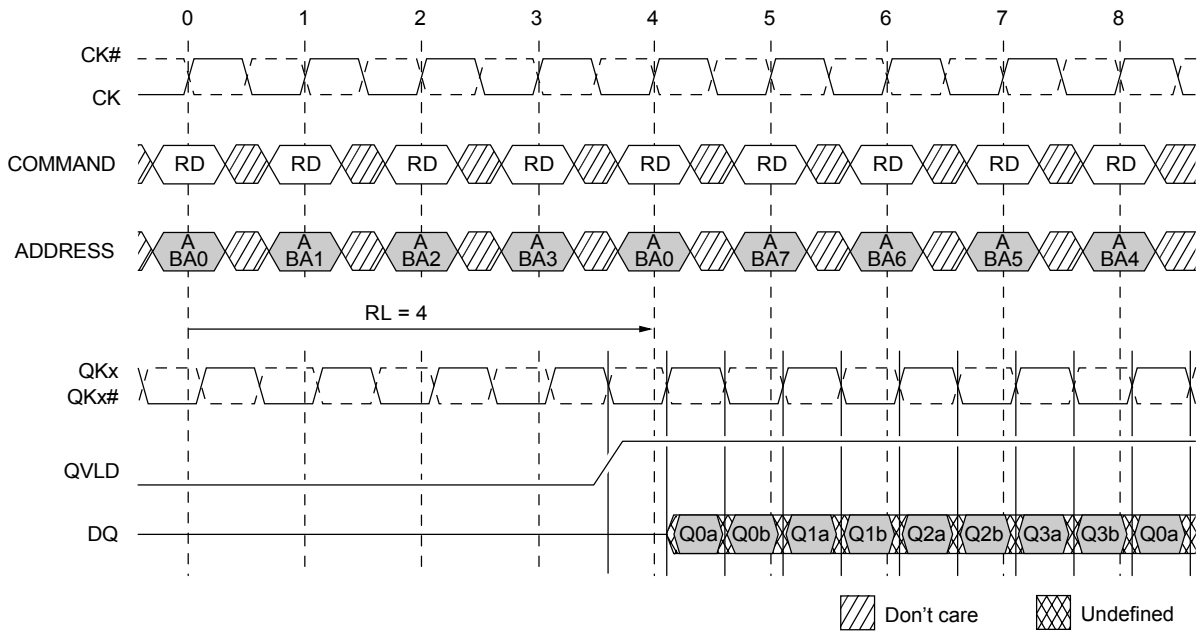 0 1 2 3 4 5 6 7 8
CK#
CK
COMMAND RD RD RD RD RD RD RD RD RD
A A A A A A A A A
ADDRESS BA0 BA1 BA2 BA3 BA0 BA7 BA6 BA5 BA4
RL = 4
QKx
QKx#
QVLD
DQ Q0a Q0b Q1a Q1b Q2a Q2b Q3a Q3b Q0a
Don't care Undefined